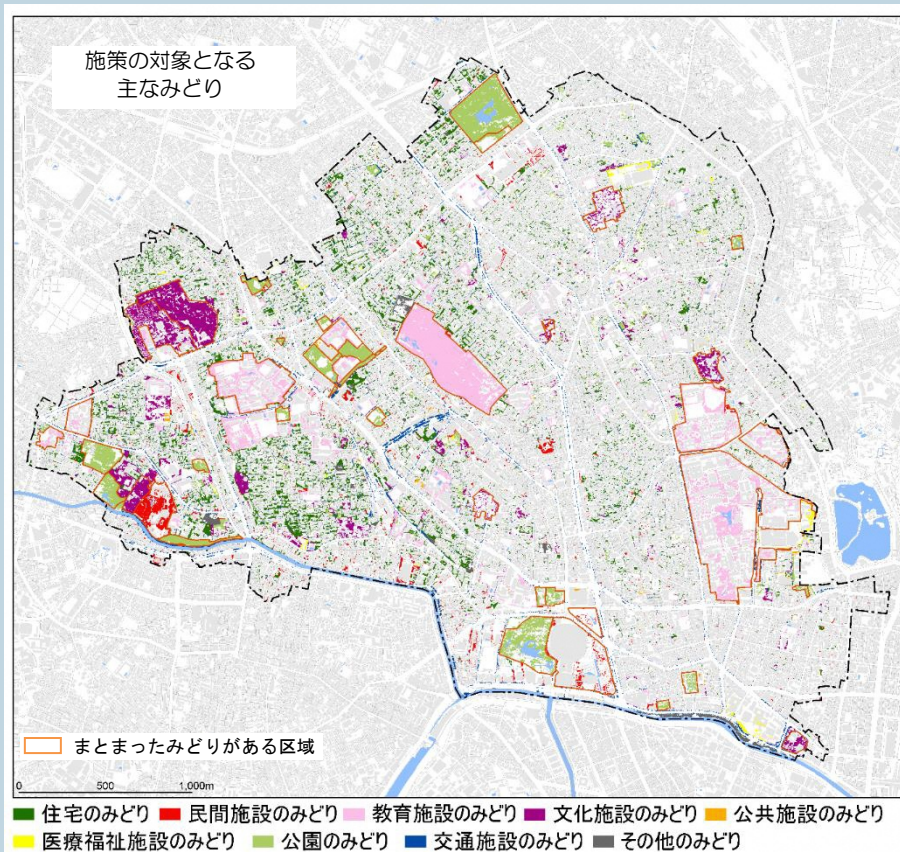 施策の対象となる
主なみどり
まとまったみどりがある区域
0 500 1,000m
住宅のみどり 民間施設のみどり 教育施設のみどり 文化施設のみどり 公共施設のみどり
医療福祉施設のみどり 公園のみどり 交通施設のみどり その他のみどり